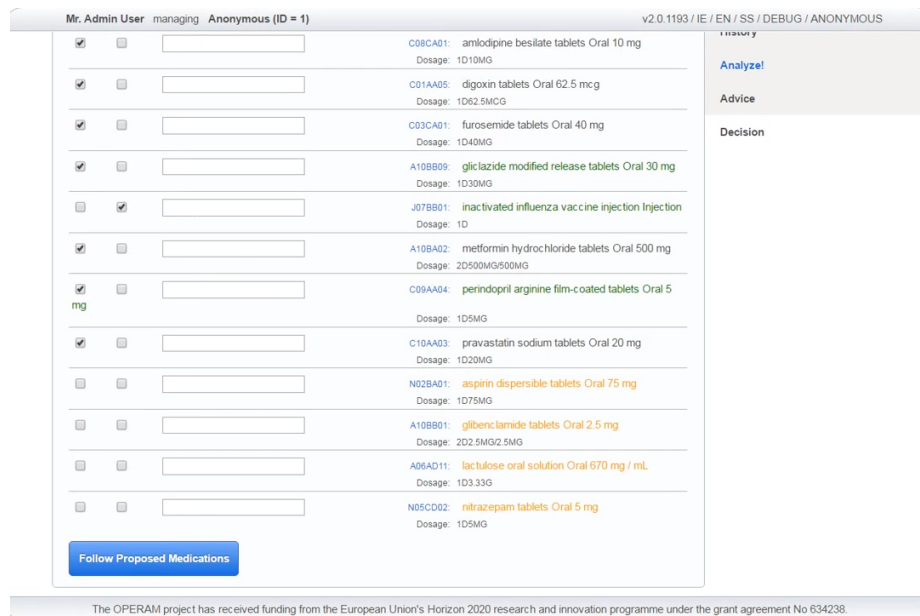 Mr. Admin User managing Anonymous (ID = 1) v2.0.1193 / IE / EN / SS / DEBUG / ANONYMOUS
History
C08CA01: amlodipine besilate tablets Oral 10 mg
Dosage: 1D10MG
Analyze!
C01AA05: digoxin tablets Oral 62.5 mcg
Dosage: 1D62.5MCG
Advice
C03CA01: furosemide tablets Oral 40 mg
Dosage: 1D40MG
Decision
A10BB09: gliclazide modified release tablets Oral 30 mg
Dosage: 1D30MG
J07BB01: inactivated influenza vaccine injection Injection
Dosage: 1D
A10BA02: metformin hydrochloride tablets Oral 500 mg
Dosage: 2D500MG/500MG
C09AA04: perindopril arginine film-coated tablets Oral 5
mg
Dosage: 1D5MG
C10AA03: pravastatin sodium tablets Oral 20 mg
Dosage: 1D20MG
N02BA01: aspirin dispersible tablets Oral 75 mg
Dosage: 1D75MG
A10BB01: glibenclamide tablets Oral 2.5 mg
Dosage: 2D2.5MG/2.5MG
A06AD11: lactulose oral solution Oral 670 mg / mL
Dosage: 1D3.33G
N05CD02: nitrazepam tablets Oral 5 mg
Dosage: 1D5MG
Follow Proposed Medications
The OPERAM project has received funding from the European Union's Horizon 2020 research and innovation programme under the grant agreement No 634238.